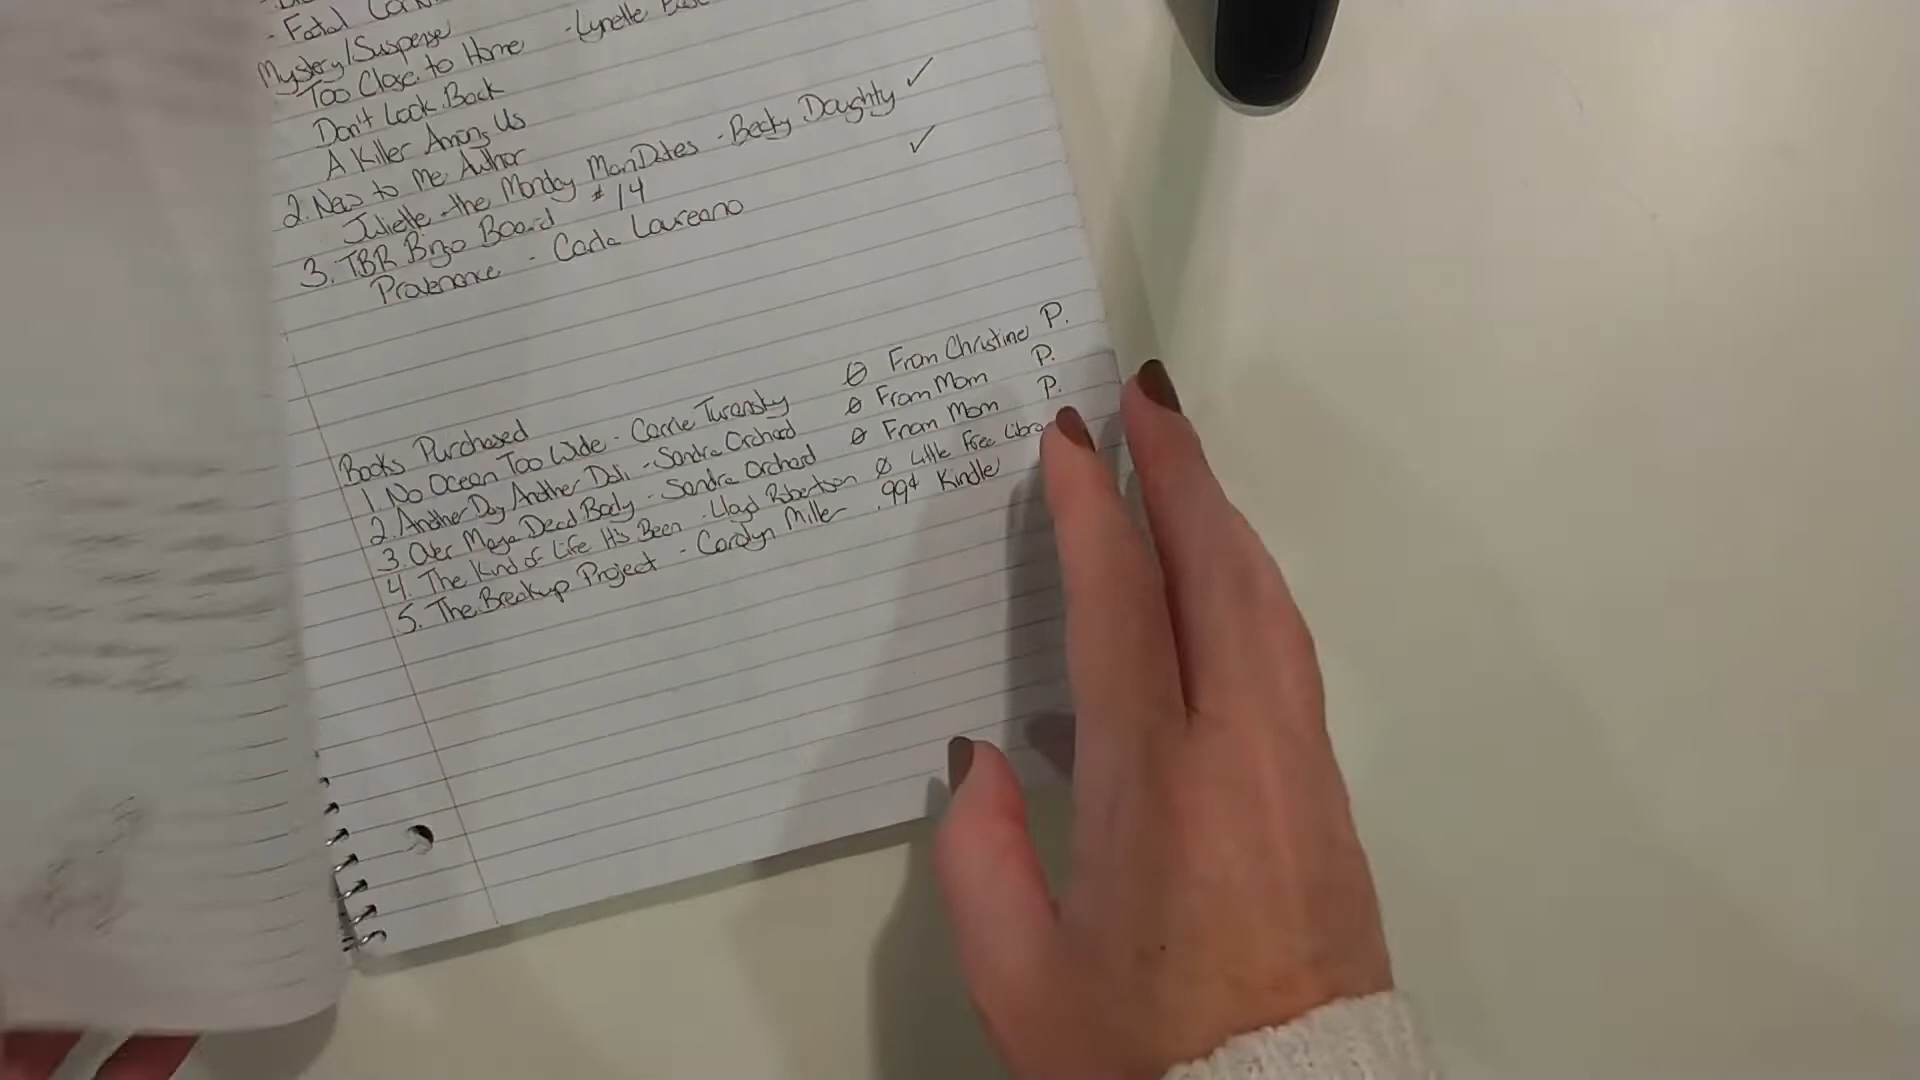 - Fatal
Mystery/Suspense
Too Close to Home - Lynette
Don't Look Back
A Killer Among Us
2. New to Me Author
Juliette - the Monday ManDates - Becky Doughty ✓
3. TBR Bingo Board #14 ✓
Provenance - Carla Laureano
Books Purchased
1. No Ocean Too Wide - Carrie Turansky Ø From Christine P.
2. Another Day Another Dali - Sandra Orchard Ø From Mom P.
3. Over Maya Dead Body - Sandra Orchard Ø From Mom P.
4. The Kind of Life It's Been - Lloyd Robertson Ø Little Free
5. The Breakup Project - Carolyn Miller .99¢ Kindle